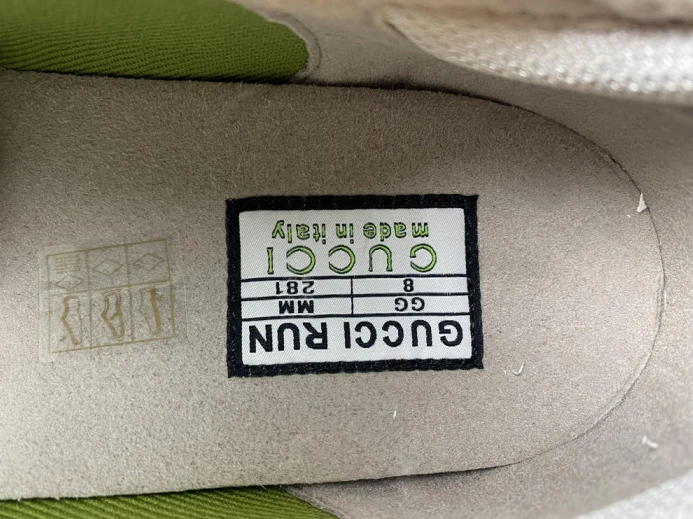 GUCCI RUN
GG MM
8 281
GUCCI
made in italy